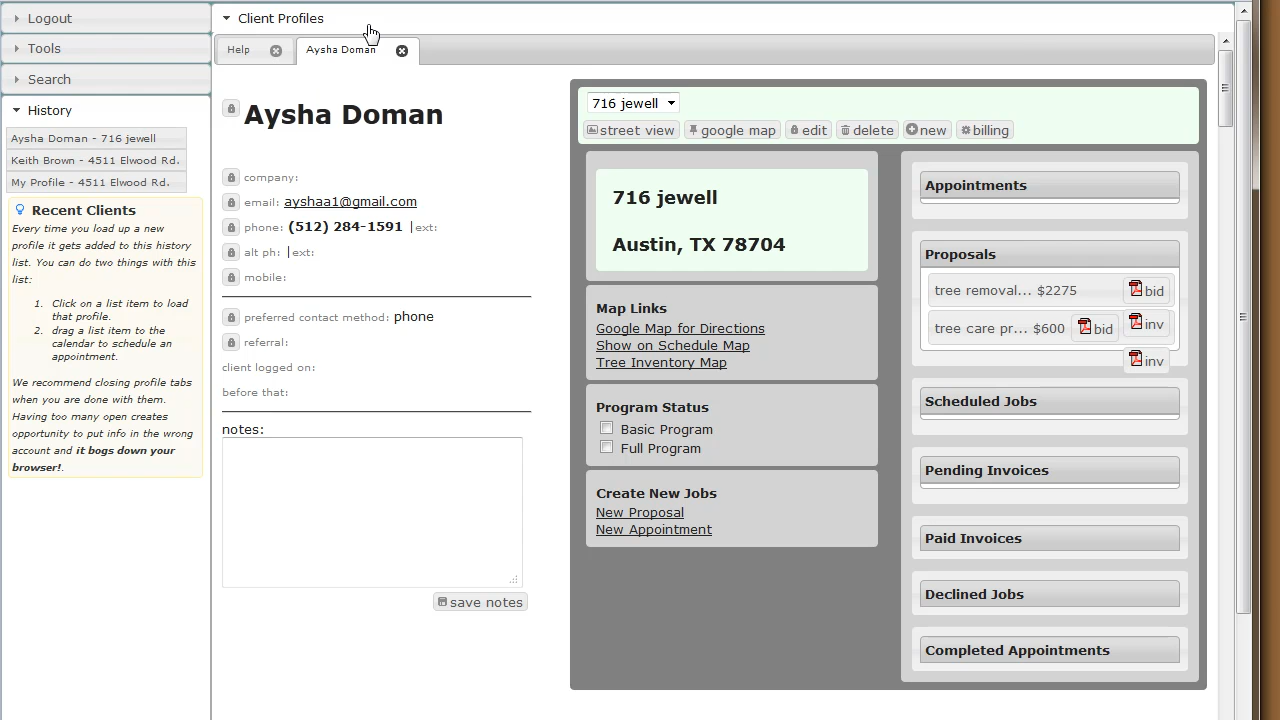 Logout
Tools
Search
History
Aysha Doman - 716 jewell
Keith Brown - 4511 Elwood Rd.
My Profile - 4511 Elwood Rd.
Recent Clients
Every time you load up a new
profile it gets added to this history
list. You can do two things with this
list:
1. Click on a list item to load
that profile.
2. drag a list item to the
calendar to schedule an
appointment.
We recommend closing profile tabs
when you are done with them.
Having too many open creates
opportunity to put info in the wrong
account and it bogs down your
browser!.
Client Profiles
Help
Aysha Doman
Aysha Doman
company:
email: ayshaa1@gmail.com
phone: (512) 284-1591 |ext:
alt ph: |ext:
mobile:
preferred contact method: phone
referral:
client logged on:
before that:
notes:
save notes
716 jewell
street view google map edit delete new billing
716 jewell
Austin, TX 78704
Map Links
Google Map for Directions
Show on Schedule Map
Tree Inventory Map
Program Status
Basic Program
Full Program
Create New Jobs
New Proposal
New Appointment
Appointments
Proposals
tree removal... $2275 bid
inv
tree care pr... $600 bid
inv
Scheduled Jobs
Pending Invoices
Paid Invoices
Declined Jobs
Completed Appointments